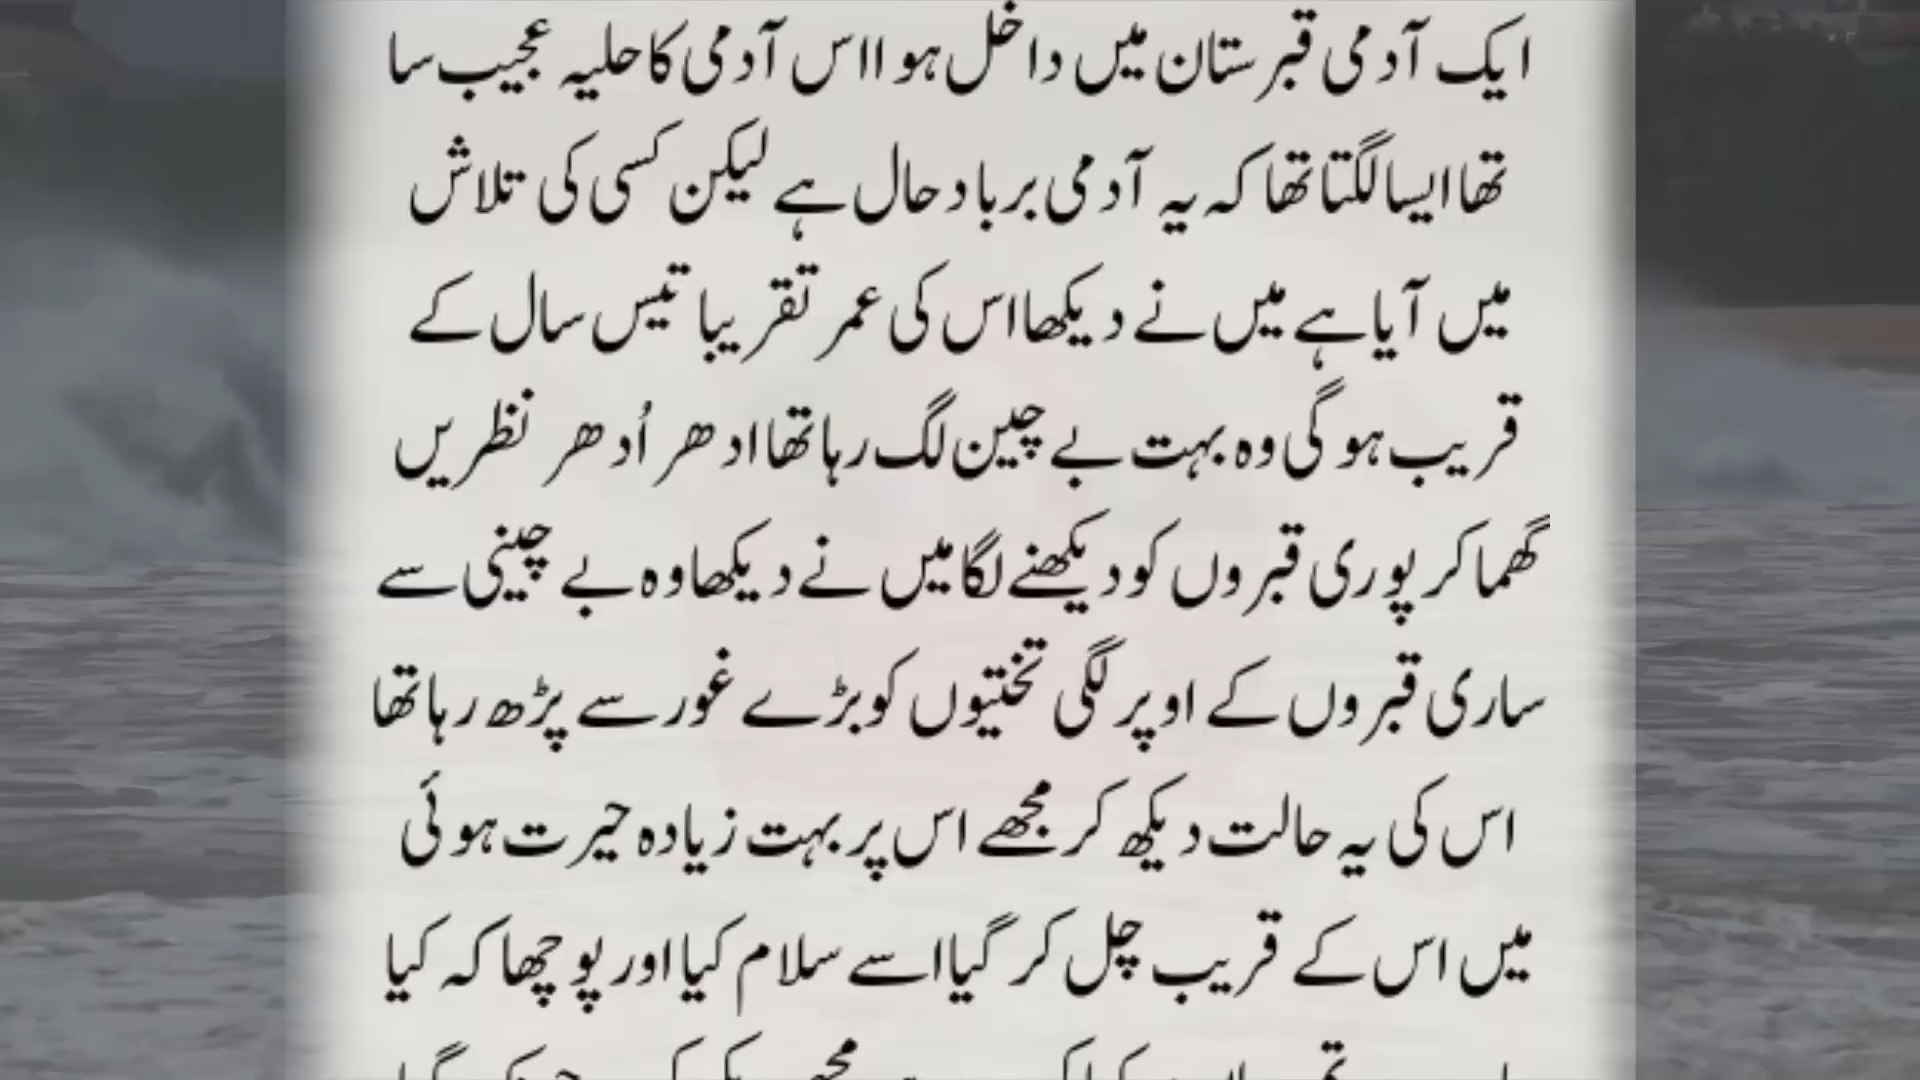 ایک آدمی قبرستان میں داخل ہوا اس آدمی کا حلیہ عجیب سا
تھا ایسا لگتا تھا کہ یہ آدمی برباد حال ہے لیکن کسی کی تلاش
میں آیا ہے میں نے دیکھا اس کی عمر تقریبا تیس سال کے
قریب ہو گی وہ بہت بے چین لگ رہا تھا ادھر اُدھر نظریں
گھما کر پوری قبروں کو دیکھنے لگا میں نے دیکھا وہ بے چینی سے
ساری قبروں کے اوپر لگی تختیوں کو بڑے غور سے پڑھ رہا تھا
اس کی یہ حالت دیکھ کر مجھے اس پر بہت زیادہ حیرت ہوئی
میں اس کے قریب چل کر گیا اسے سلام کیا اور پوچھا کہ کیا